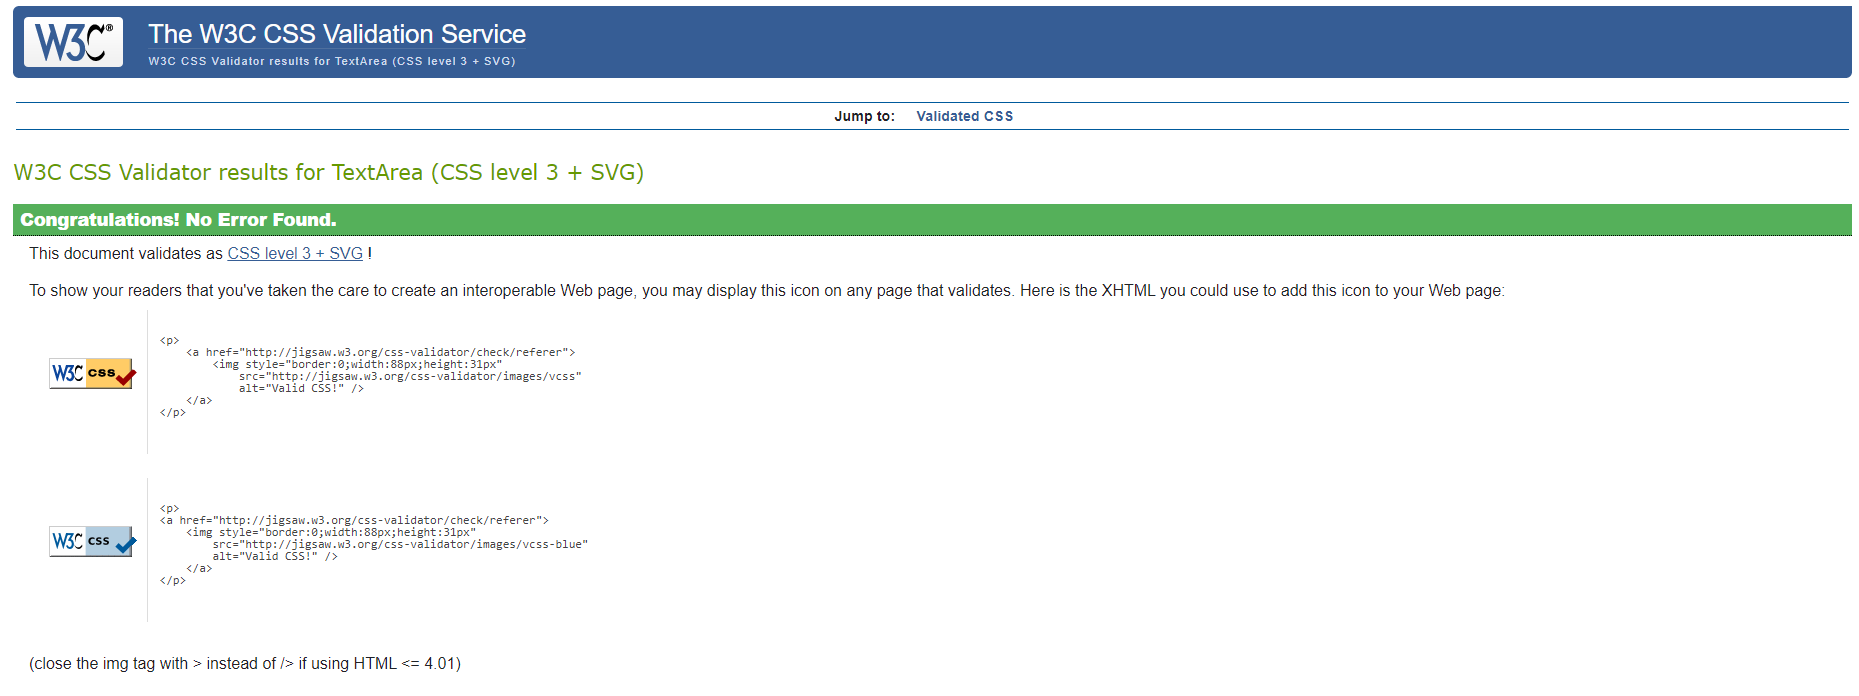 W3C® The W3C CSS Validation Service
W3C CSS Validator results for TextArea (CSS level 3 + SVG)
Jump to: Validated CSS
W3C CSS Validator results for TextArea (CSS level 3 + SVG)
Congratulations! No Error Found.
This document validates as CSS level 3 + SVG !
To show your readers that you've taken the care to create an interoperable Web page, you may display this icon on any page that validates. Here is the XHTML you could use to add this icon to your Web page:
W3C css
<p>
<a href="http://jigsaw.w3.org/css-validator/check/referer">
<img style="border:0;width:88px;height:31px"
src="http://jigsaw.w3.org/css-validator/images/vcss"
alt="Valid CSS!" />
</a>
</p>
W3C css
<p>
<a href="http://jigsaw.w3.org/css-validator/check/referer">
<img style="border:0;width:88px;height:31px"
src="http://jigsaw.w3.org/css-validator/images/vcss-blue"
alt="Valid CSS!" />
</a>
</p>
(close the img tag with > instead of /> if using HTML <= 4.01)